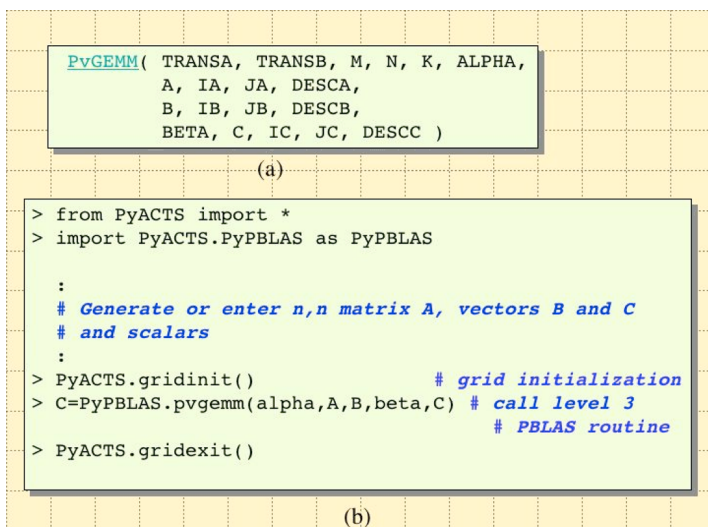 PvGEMM( TRANSA, TRANSB, M, N, K, ALPHA,
A, IA, JA, DESCA,
B, IB, JB, DESCB,
BETA, C, IC, JC, DESCC )
(a)
> from PyACTS import *
> import PyACTS.PyPBLAS as PyPBLAS
:
# Generate or enter n,n matrix A, vectors B and C
# and scalars
:
> PyACTS.gridinit() # grid initialization
> C=PyPBLAS.pvgemm(alpha,A,B,beta,C) # call level 3
# PBLAS routine
> PyACTS.gridexit()
(b)